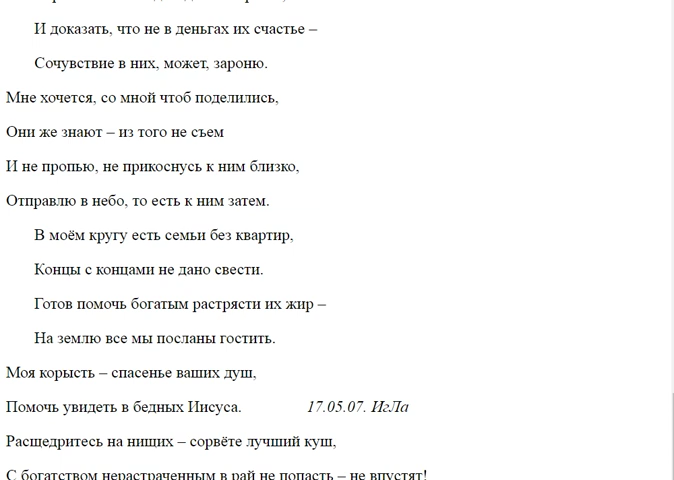 И доказать, что не в деньгах их счастье –
Сочувствие в них, может, зароню.
Мне хочется, со мной чтоб поделились,
Они же знают – из того не съем
И не пропью, не прикоснусь к ним близко,
Отправлю в небо, то есть к ним затем.
В моём кругу есть семьи без квартир,
Концы с концами не дано свести.
Готов помочь богатым растрясти их жир –
На землю все мы посланы гостить.
Моя корысть – спасенье ваших душ,
Помочь увидеть в бедных Иисуса. 17.05.07. ИгЛа
Расщедритесь на нищих – сорвёте лучший куш,
С богатством нерастраченным в рай не попасть – не впустят!